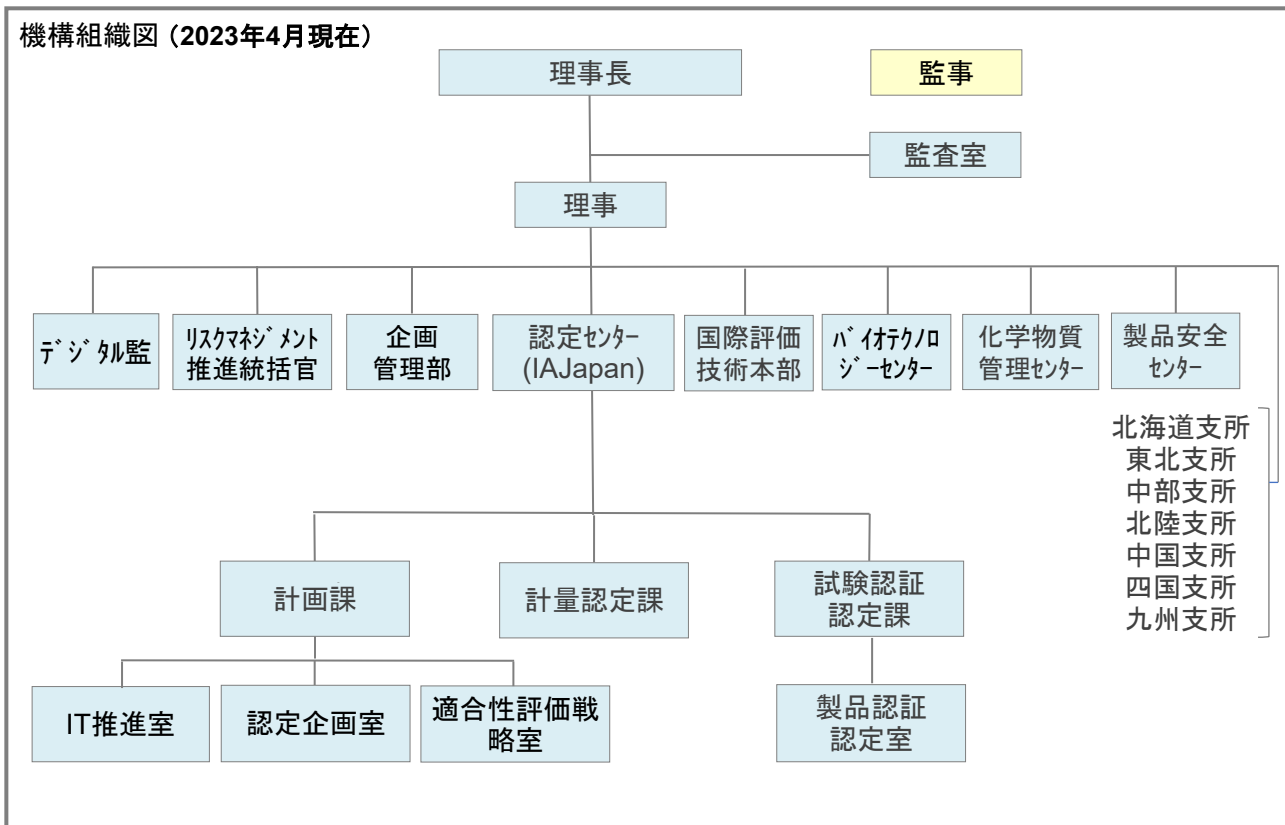 機構組織図（2023年4月現在）
理事長
監事
監査室
理事
ﾃﾞｼﾞﾀﾙ監
ﾘｽｸﾏﾈｼﾞﾒﾝﾄ
推進統括官
企画
管理部
認定ｾﾝﾀｰ
(IAJapan)
国際評価
技術本部
ﾊﾞｲｵﾃｸﾉﾛ
ｼﾞｰｾﾝﾀｰ
化学物質
管理ｾﾝﾀｰ
製品安全
ｾﾝﾀｰ
北海道支所
東北支所
中部支所
北陸支所
中国支所
四国支所
九州支所
計画課
計量認定課
試験認証
認定課
IT推進室
認定企画室
適合性評価戦
略室
製品認証
認定室